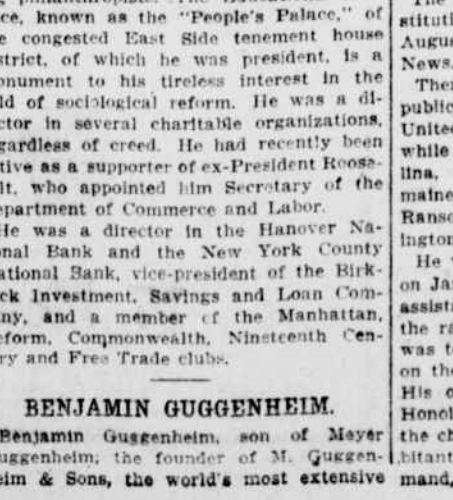 philanthropists. The Educational
ce, known as the "People's Palace," of
e congested East Side tenement house
strict, of which he was president, is a
onument to his tireless interest in the
ld of sociological reform. He was a di-
ctor in several charitable organizations,
gardless of creed. He had recently been
tive as a supporter of ex-President Roose-
lt, who appointed him Secretary of the
epartment of Commerce and Labor.
He was a director in the Hanover Na-
onal Bank and the New York County
ational Bank, vice-president of the Birk-
ck Investment, Savings and Loan Com-
ny, and a member of the Manhattan,
eform, Commonwealth, Nineteenth Cen-
ry and Free Trade clubs.
BENJAMIN GUGGENHEIM.
Benjamin Guggenheim, son of Meyer
uggenheim, the founder of M. Guggen-
eim & Sons, the world's most extensive
The
stituti
Augus
News.
Ther
public
United
while
lina,
maine
Ranso
ington
He
on Ja
assist
the ra
was t
on the
His o
Honol
the ch
bitant
mand,